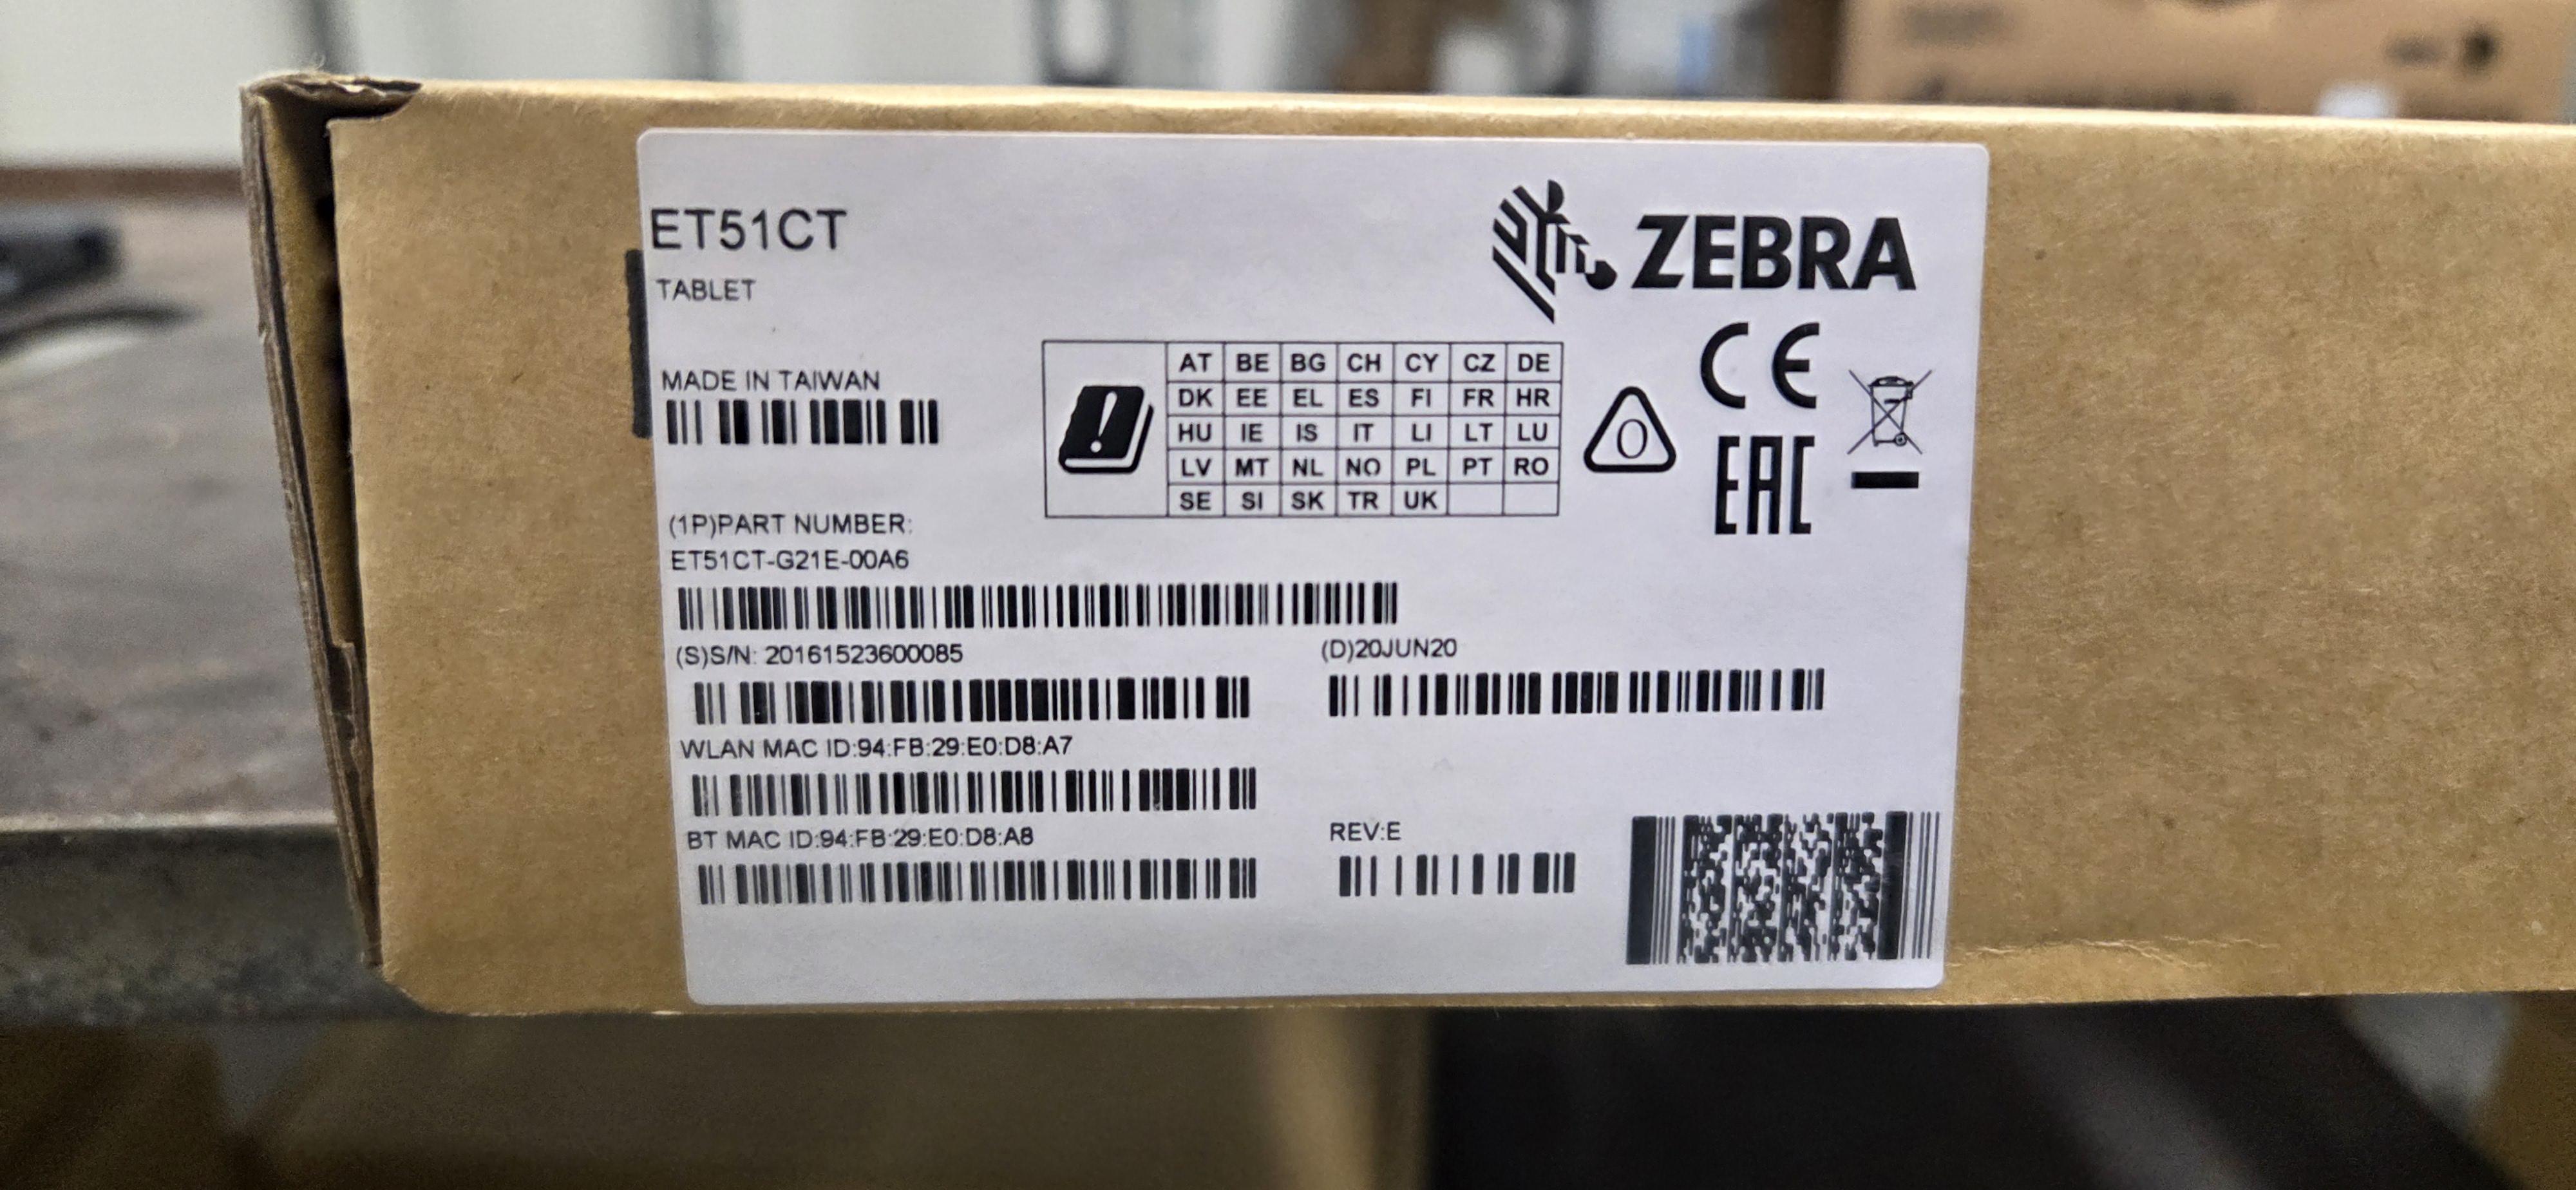 ET51CT
TABLET
ZEBRA
MADE IN TAIWAN
AT BE BG CH CY CZ DE
DK EE EL ES FI FR HR
HU IE IS IT LI LT LU
LV MT NL NO PL PT RO
SE SI SK TR UK
0
CE
EAC
(1P)PART NUMBER:
ET51CT-G21E-00A6
(S)S/N: 20161523600085
(D)20JUN20
WLAN MAC ID:94:FB:29:E0:D8:A7
BT MAC ID:94:FB:29:E0:D8:A8
REV:E